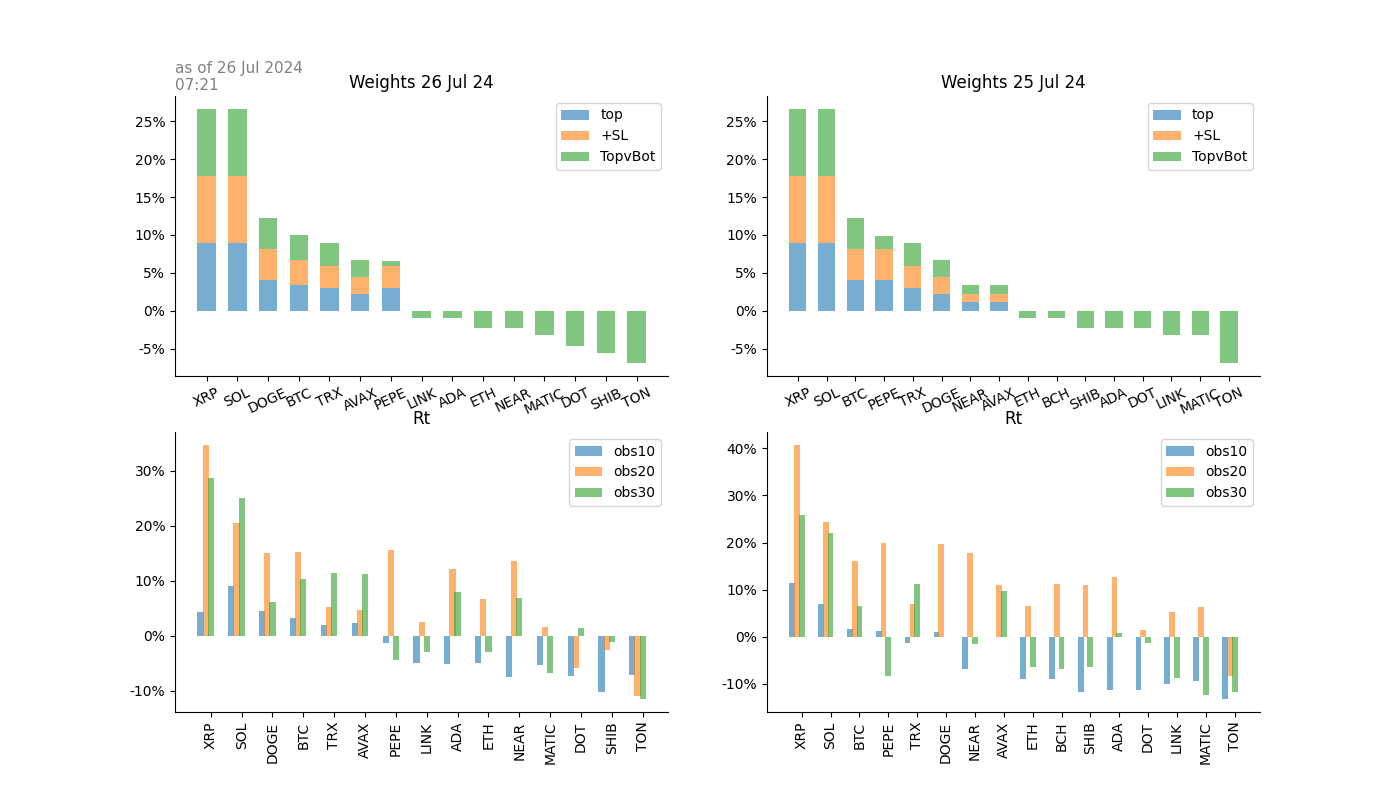 as of 26 Jul 2024
07:21
Weights 26 Jul 24
25%
20%
15%
10%
5%
0%
-5%
top
+SL
TopvBot
XRP SOL DOGE BTC TRX AVAX PEPE LINK ADA ETH NEAR MATIC DOT SHIB TON
Weights 25 Jul 24
25%
20%
15%
10%
5%
0%
-5%
top
+SL
TopvBot
XRP SOL BTC PEPE TRX DOGE NEAR AVAX ETH BCH SHIB ADA DOT LINK MATIC TON
Rt
30%
20%
10%
0%
-10%
obs10
obs20
obs30
XRP SOL DOGE BTC TRX AVAX PEPE LINK ADA ETH NEAR MATIC DOT SHIB TON
Rt
40%
30%
20%
10%
0%
-10%
obs10
obs20
obs30
XRP SOL BTC PEPE TRX DOGE NEAR AVAX ETH BCH SHIB ADA DOT LINK MATIC TON